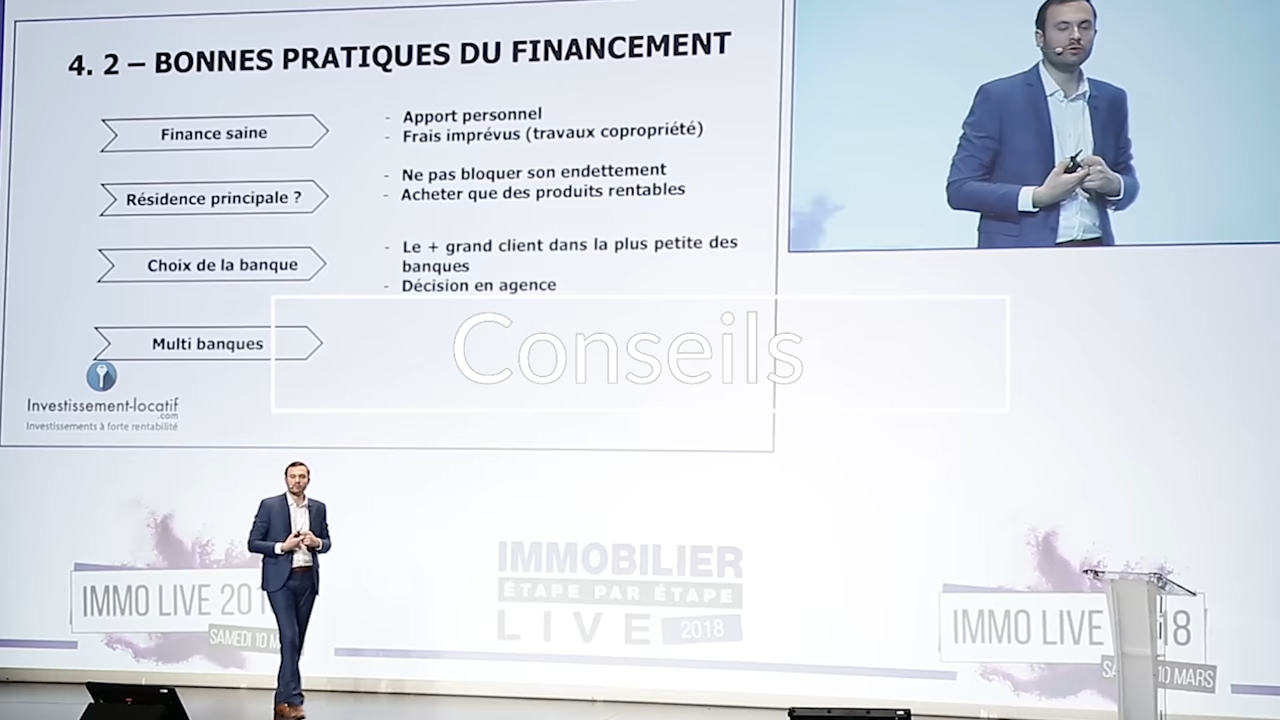 4. 2 – BONNES PRATIQUES DU FINANCEMENT
Finance saine
- Apport personnel
- Frais imprévus (travaux copropriété)
Résidence principale ?
- Ne pas bloquer son endettement
- Acheter que des produits rentables
Choix de la banque
- Le + grand client dans la plus petite des
banques
- Décision en agence
Multi banques
Conseils
Investissement-locatif
.com
Investissements à forte rentabilité
IMMO LIVE 201
SAMEDI 10 M
IMMOBILIER
ÉTAPE PAR ÉTAPE
LIVE 2018
IMMO LIVE 18
SA 10 MARS